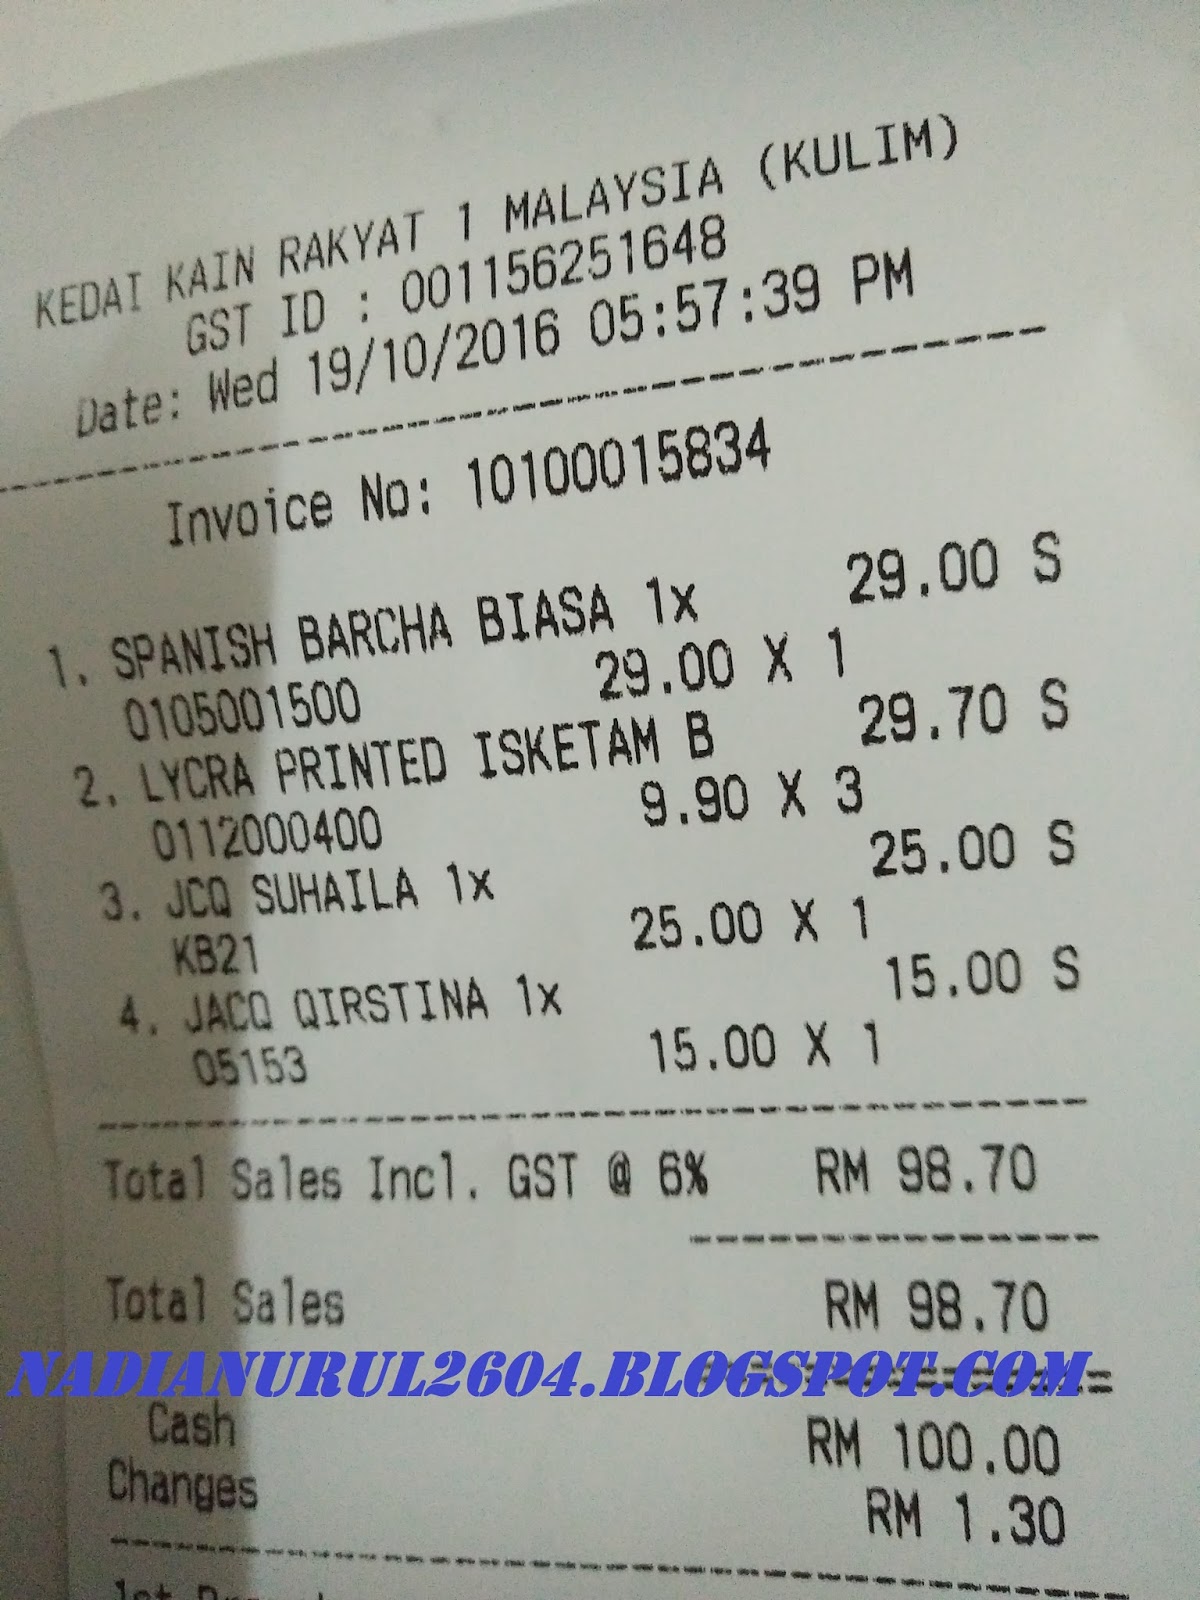 KEDAI KAIN RAKYAT 1 MALAYSIA (KULIM)
GST ID : 001156251648
Date: Wed 19/10/2016 05:57:39 PM
Invoice No: 10100015834
1. SPANISH BARCHA BIASA 1x 29.00 S
0105001500 29.00 X 1
2. LYCRA PRINTED ISKETAM B 29.70 S
0112000400 9.90 X 3
3. JCQ SUHAILA 1x 25.00 S
KB21 25.00 X 1
4. JACQ QIRSTINA 1x 15.00 S
05153 15.00 X 1
Total Sales Incl. GST @ 6% RM 98.70
Total Sales RM 98.70
NADIANURUL2604.BLOGSPOT.COM
Cash RM 100.00
Changes RM 1.30